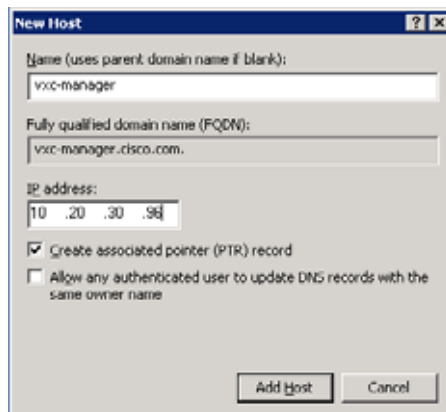 New Host
Name (uses parent domain name if blank):
vxc-manager
Fully qualified domain name (FQDN):
vxc-manager.cisco.com.
IP address:
10 .20 .30 .96
Create associated pointer (PTR) record
Allow any authenticated user to update DNS records with the
same owner name
Add Host
Cancel